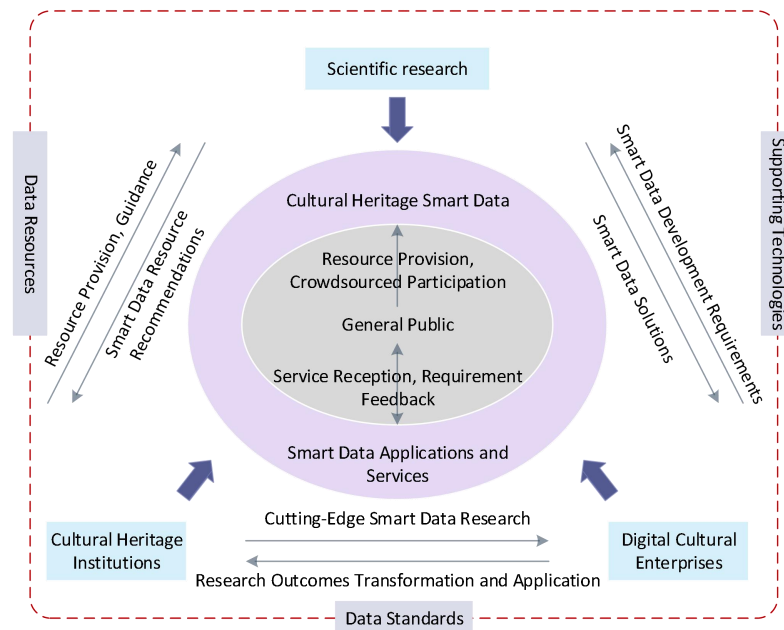 Scientific research
Data Resources
Resource Provision, Guidance
Smart Data Resource
Recommendations
Cultural Heritage Smart Data
Resource Provision,
Crowdsourced Participation
General Public
Service Reception, Requirement
Feedback
Smart Data Applications and
Services
Smart Data Solutions
Smart Data Development Requirements
Supporting Technologies
Cultural Heritage
Institutions
Cutting-Edge Smart Data Research
Research Outcomes Transformation and Application
Digital Cultural
Enterprises
Data Standards